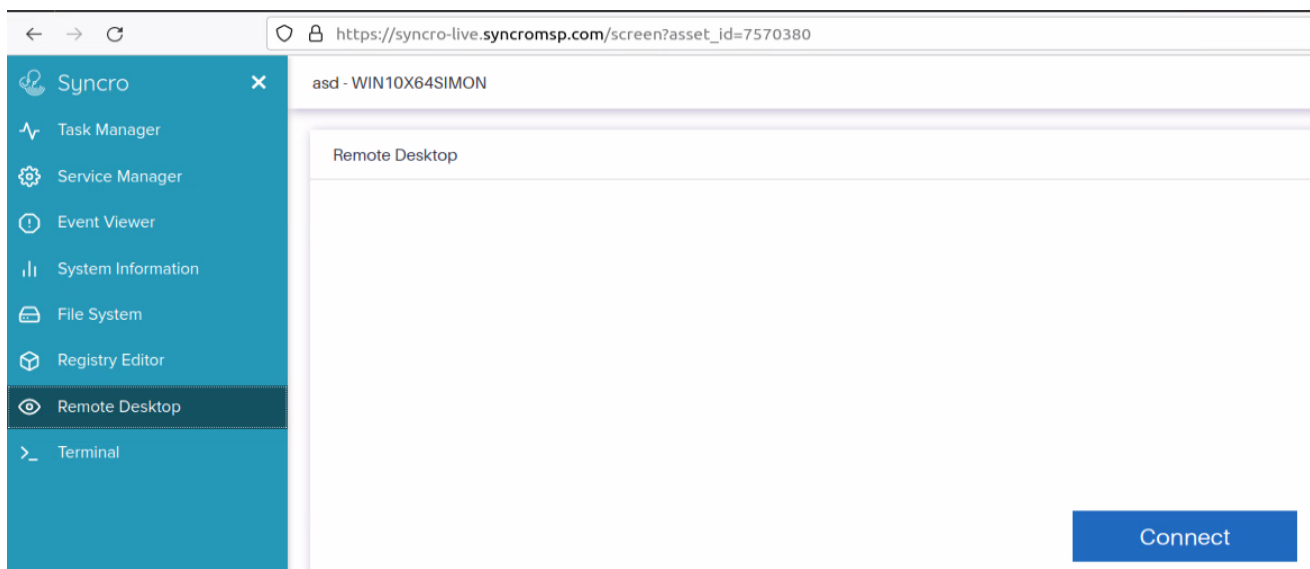 https://syncro-live.syncromsp.com/screen?asset_id=7570380
Syncro
asd - WIN10X64SIMON
Task Manager
Service Manager
Event Viewer
System Information
File System
Registry Editor
Remote Desktop
Terminal
Remote Desktop
Connect